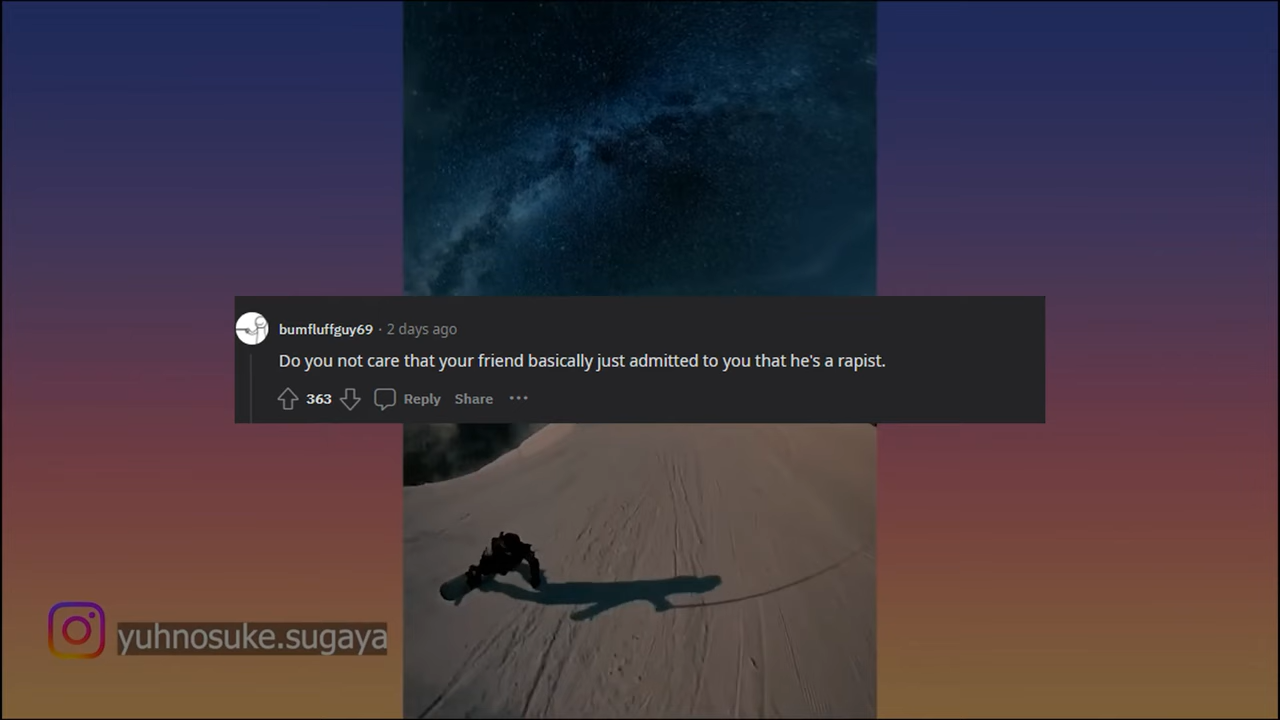 bumfluffguy69 · 2 days ago
Do you not care that your friend basically just admitted to you that he's a rapist.
363 Reply Share ···
yuhnosuke.sugaya